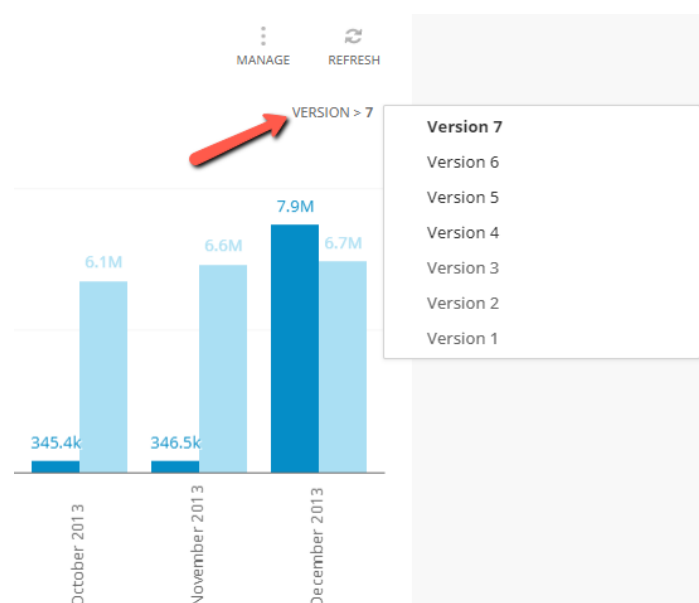 MANAGE
REFRESH
VERSION > 7
Version 7
Version 6
Version 5
Version 4
Version 3
Version 2
Version 1
7.9M
6.7M
6.6M
6.1M
345.4k
346.5k
October 2013
November 2013
December 2013